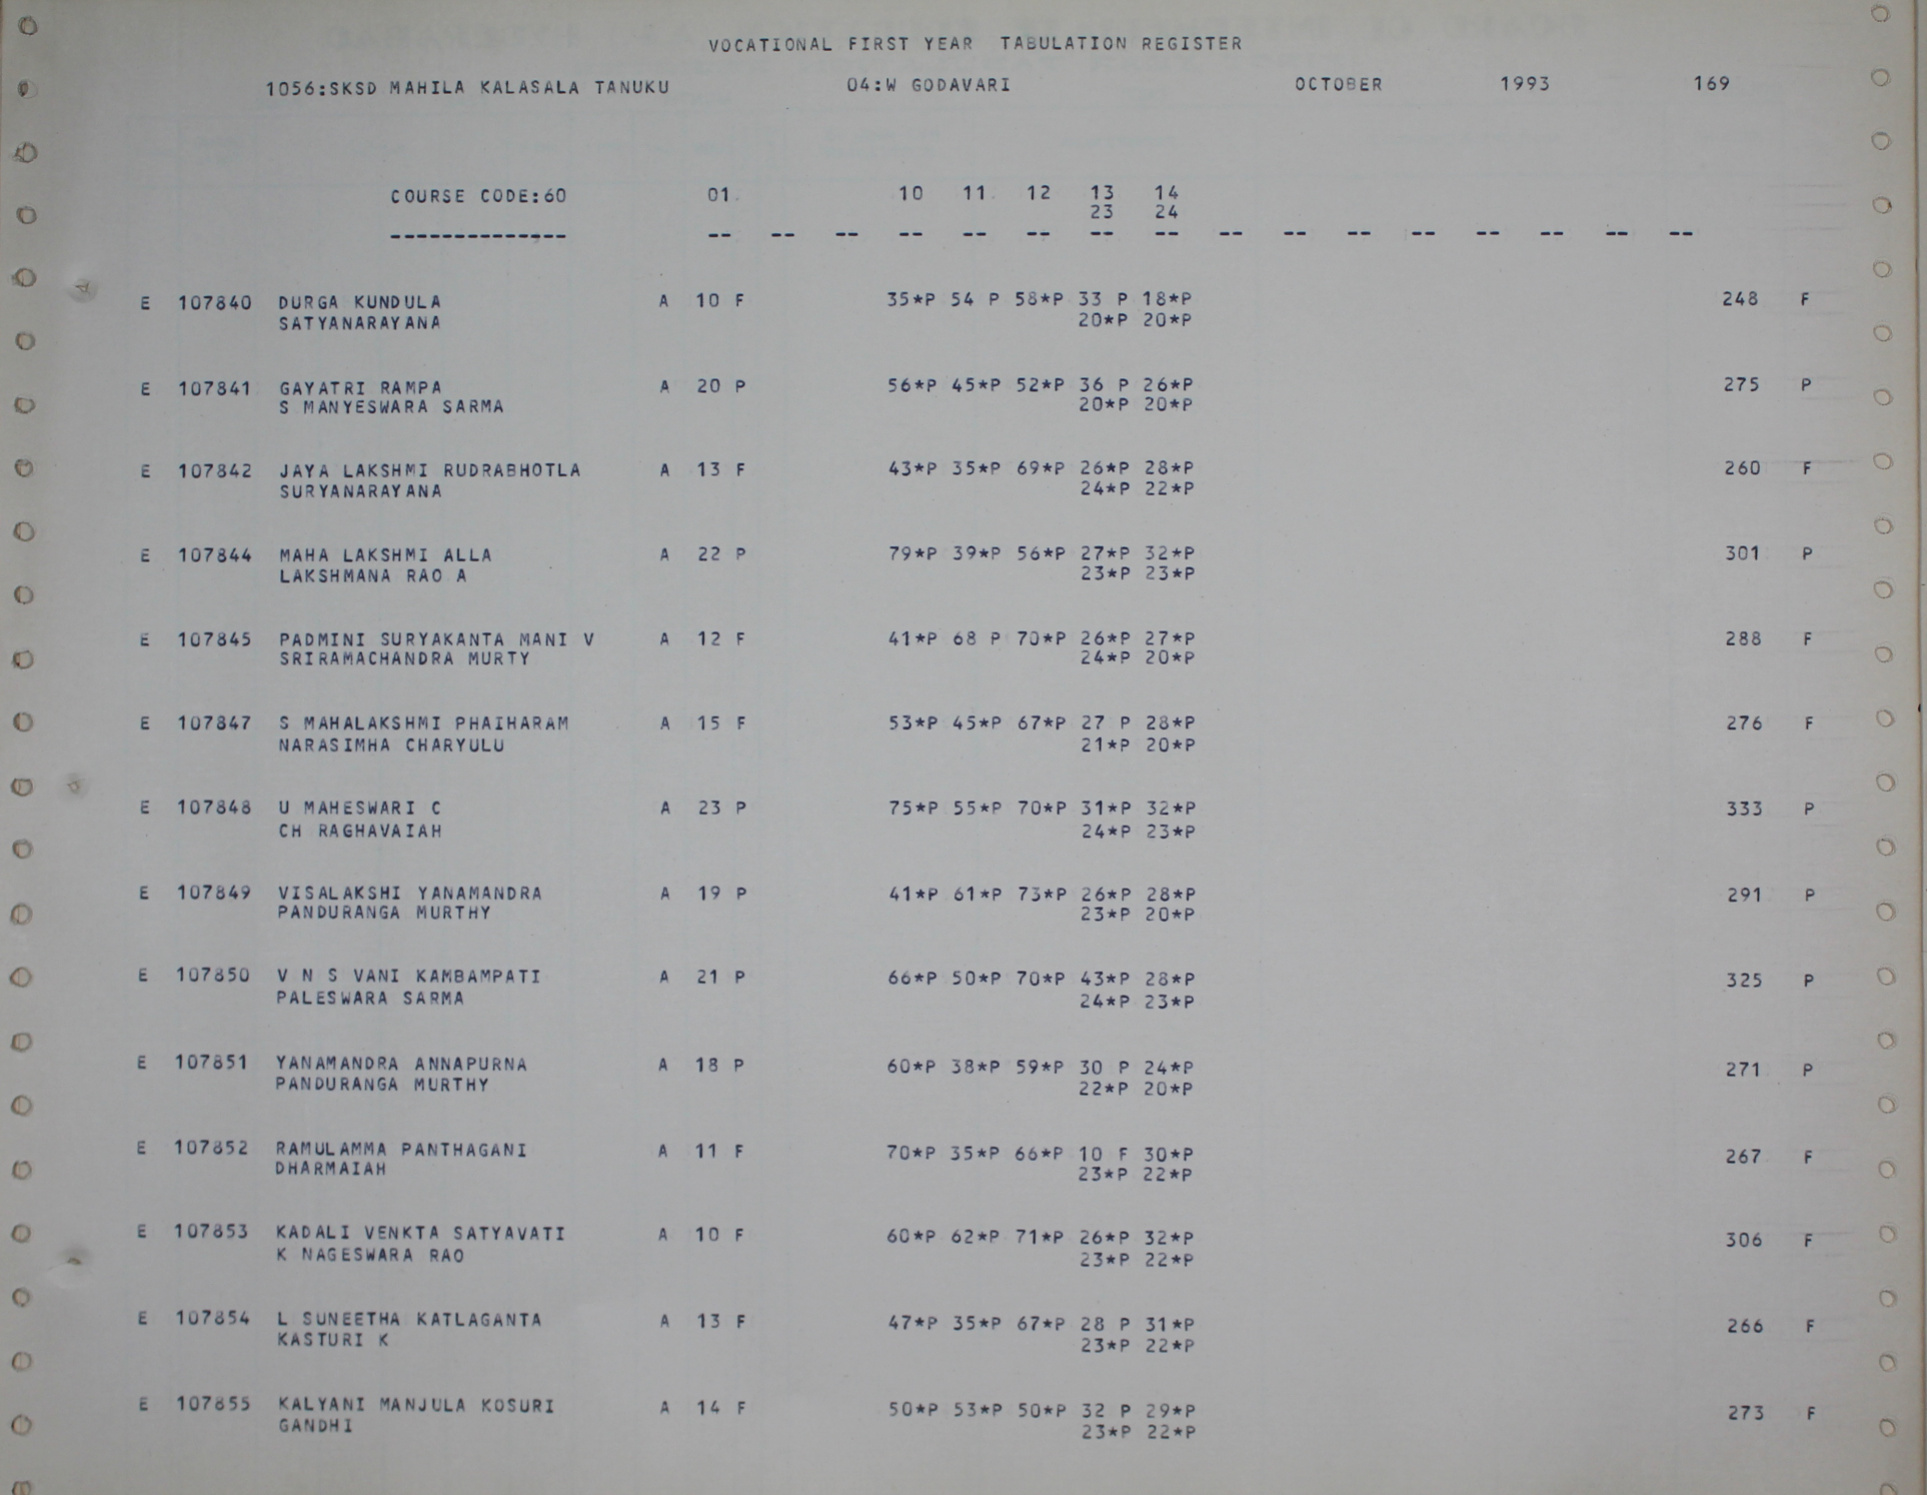 VOCATIONAL FIRST YEAR TABULATION REGISTER
1056:SKSD MAHILA KALASALA TANUKU 04:W GODAVARI OCTOBER 1993 169
COURSE CODE:60 01 10 11 12 13 14
23 24
-------------- -- -- -- -- -- -- -- -- -- -- -- -- -- -- -- --
E 107840 DURGA KUNDULA A 10 F 35*P 54 P 58*P 33 P 18*P 248 F
SATYANARAYANA 20*P 20*P
E 107841 GAYATRI RAMPA A 20 P 56*P 45*P 52*P 36 P 26*P 275 P
S MANYESWARA SARMA 20*P 20*P
E 107842 JAYA LAKSHMI RUDRABHOTLA A 13 F 43*P 35*P 69*P 26*P 28*P 260 F
SURYANARAYANA 24*P 22*P
E 107844 MAHA LAKSHMI ALLA A 22 P 79*P 39*P 56*P 27*P 32*P 301 P
LAKSHMANA RAO A 23*P 23*P
E 107845 PADMINI SURYAKANTA MANI V A 12 F 41*P 68 P 70*P 26*P 27*P 288 F
SRIRAMACHANDRA MURTY 24*P 20*P
E 107847 S MAHALAKSHMI PHAIHARAM A 15 F 53*P 45*P 67*P 27 P 28*P 276 F
NARASIMHA CHARYULU 21*P 20*P
E 107848 U MAHESWARI C A 23 P 75*P 55*P 70*P 31*P 32*P 333 P
CH RAGHAVAIAH 24*P 23*P
E 107849 VISALAKSHI YANAMANDRA A 19 P 41*P 61*P 73*P 26*P 28*P 291 P
PANDURANGA MURTHY 23*P 20*P
E 107850 V N S VANI KAMBAMPATI A 21 P 66*P 50*P 70*P 43*P 28*P 325 P
PALESWARA SARMA 24*P 23*P
E 107851 YANAMANDRA ANNAPURNA A 18 P 60*P 38*P 59*P 30 P 24*P 271 P
PANDURANGA MURTHY 22*P 20*P
E 107852 RAMULAMMA PANTHAGANI A 11 F 70*P 35*P 66*P 10 F 30*P 267 F
DHARMAIAH 23*P 22*P
E 107853 KADALI VENKTA SATYAVATI A 10 F 60*P 62*P 71*P 26*P 32*P 306 F
K NAGESWARA RAO 23*P 22*P
E 107854 L SUNEETHA KATLAGANTA A 13 F 47*P 35*P 67*P 28 P 31*P 266 F
KASTURI K 23*P 22*P
E 107855 KALYANI MANJULA KOSURI A 14 F 50*P 53*P 50*P 32 P 29*P 273 F
GANDHI 23*P 22*P